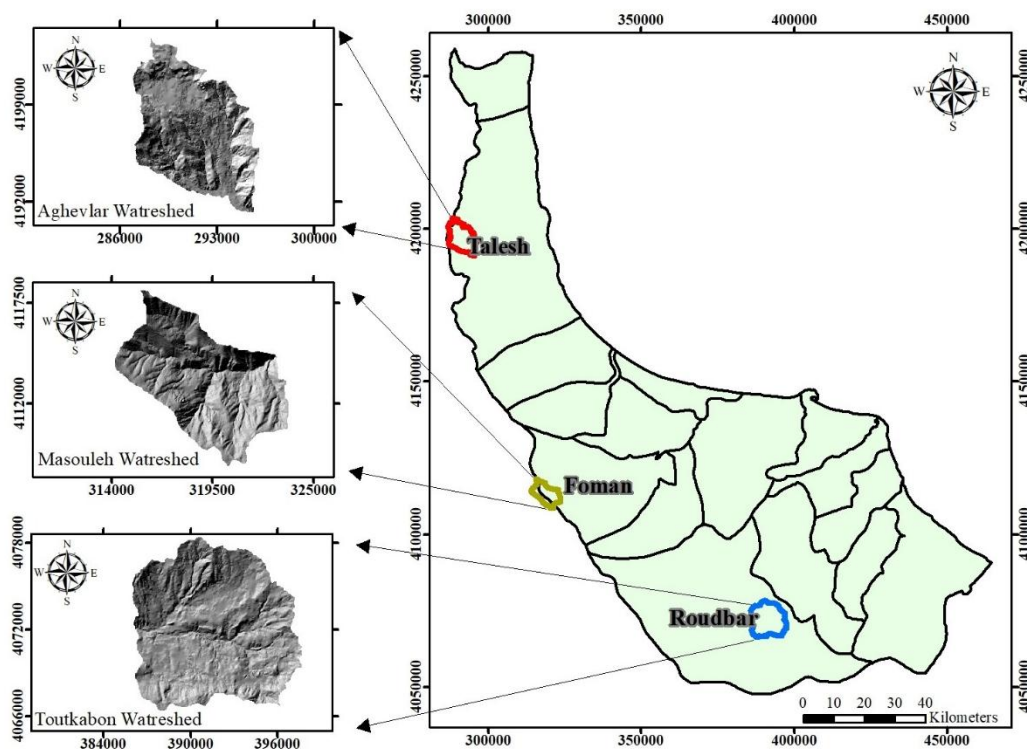 300000 350000 400000 450000
4250000
4200000
4150000
4100000
4050000
N
W E
S
4199000
4192000
Aghevlar Watreshed
286000 293000 300000
N
W E
S
4117500
4112000
Masouleh Watreshed
314000 319500 325000
N
W E
S
4078000
4072000
4066000
Toutkabon Watreshed
384000 390000 396000
N
W E
S
Talesh
Foman
Roudbar
0 10 20 30 40
Kilometers
4250000
4200000
4150000
4100000
4050000
300000 350000 400000 450000